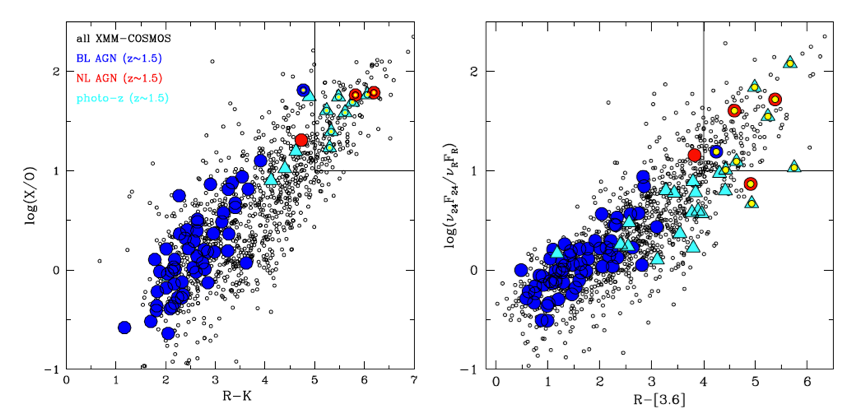 all XMM-COSMOS
BL AGN (z~1.5)
NL AGN (z~1.5)
photo-z (z~1.5)
log(X/O)
2
1
0
-1
0 1 2 3 4 5 6 7
R-K
log(ν₂₄F₂₄/ν_RF_R)
2
1
0
-1
0 1 2 3 4 5 6
R-[3.6]